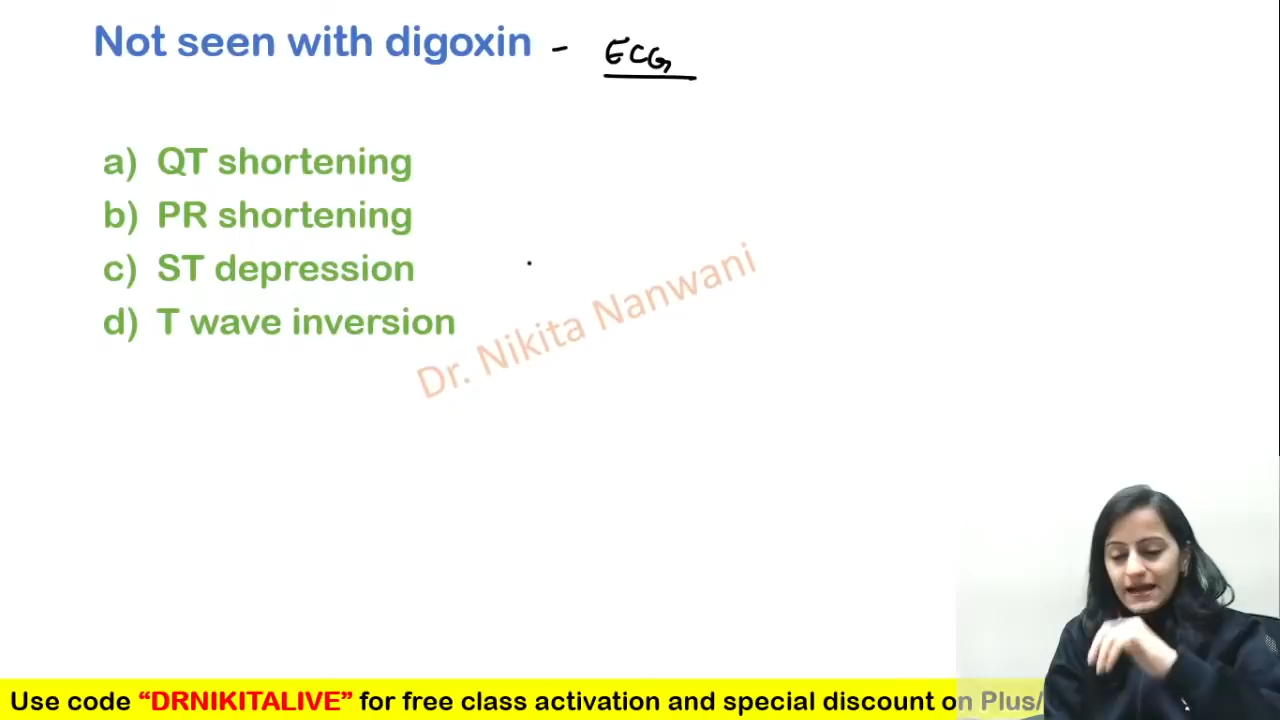 Not seen with digoxin - ECG
a) QT shortening
b) PR shortening
c) ST depression
d) T wave inversion
Dr. Nikita Nanwani
Use code “DRNIKITALIVE” for free class activation and special discount on Plus/